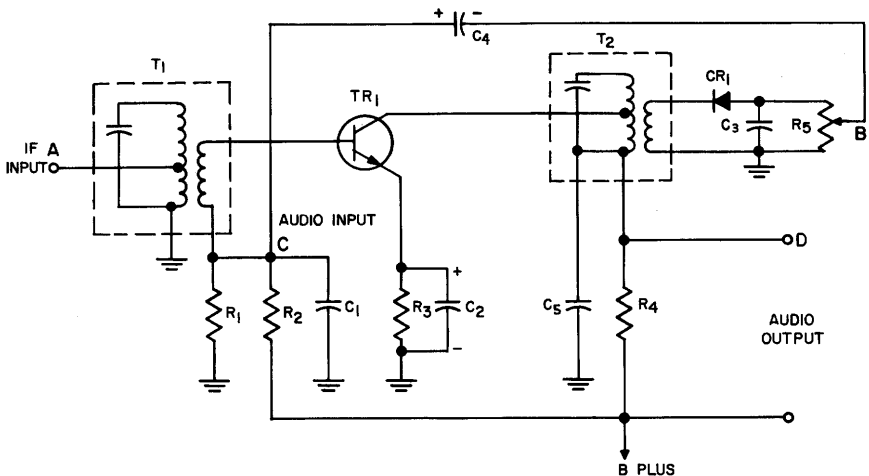 + -
C4
T1
T2
TR1
CR1
C3
R5
B
IF A
INPUT
AUDIO INPUT
C
D
R1
R2
C1
+
R3
C2
-
C5
R4
AUDIO
OUTPUT
B PLUS